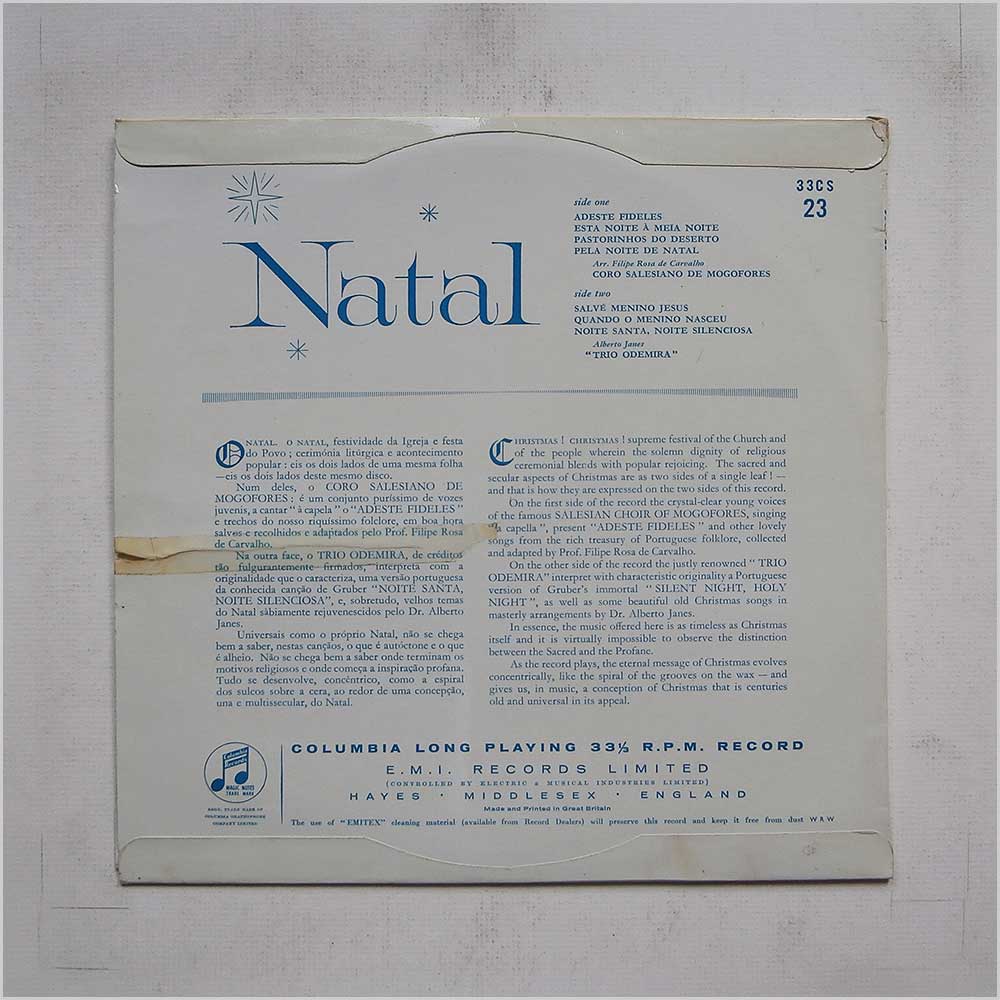 33CS
23
Natal
side one
ADESTE FIDELES
ESTA NOITE À MEIA NOITE
PASTORINHOS DO DESERTO
PELA NOITE DE NATAL
Arr. Filipe Rosa de Carvalho
CORO SALESIANO DE MOGOFORES
side two
SALVÉ MENINO JESUS
QUANDO O MENINO NASCEU
NOITE SANTA, NOITE SILENCIOSA
Alberto Janes
"TRIO ODEMIRA"
O NATAL. O NATAL, festividade da Igreja e festa
do Povo ; cerimónia litúrgica e acontecimento
popular : eis os dois lados de uma mesma folha
—eis os dois lados deste mesmo disco.
Num deles, o CORO SALESIANO DE
MOGOFORES : é um conjunto puríssimo de vozes
juvenis, a cantar " à capela " o "ADESTE FIDELES "
e trechos do nosso riquíssimo folclore, em boa hora
salvos e recolhidos e adaptados pelo Prof. Filipe Rosa
de Carvalho.
Na outra face, o TRIO ODEMIRA, de créditos
tão fulgurantemente firmados, interpreta com a
originalidade que o caracteriza, uma versão portuguesa
da conhecida canção de Gruber "NOITE SANTA,
NOITE SILENCIOSA", e, sobretudo, velhos temas
do Natal sàbiamente rejuvenescidos pelo Dr. Alberto
Janes.
Universais como o próprio Natal, não se chega
bem a saber, nestas cançõs, o que é autóctone e o que
é alheio. Não se chega bem a saber onde terminam os
motivos religiosos e onde começa a inspiração profana.
Tudo se desenvolve, concêntrico, como a espiral
dos sulcos sobre a cera, ao redor de uma concepção,
una e multissecular, do Natal.
CHRISTMAS ! CHRISTMAS ! supreme festival of the Church and
of the people wherein the solemn dignity of religious
ceremonial blends with popular rejoicing. The sacred and
secular aspects of Christmas are as two sides of a single leaf ! —
and that is how they are expressed on the two sides of this record.
On the first side of the record the crystal-clear young voices
of the famous SALESIAN CHOIR OF MOGOFORES, singing
"a capella", present "ADESTE FIDELES" and other lovely
songs from the rich treasury of Portuguese folklore, collected
and adapted by Prof. Filipe Rosa de Carvalho.
On the other side of the record the justly renowned " TRIO
ODEMIRA" interpret with characteristic originality a Portuguese
version of Gruber's immortal " SILENT NIGHT, HOLY
NIGHT ", as well as some beautiful old Christmas songs in
masterly arrangements by Dr. Alberto Janes.
In essence, the music offered here is as timeless as Christmas
itself and it is virtually impossible to observe the distinction
between the Sacred and the Profane.
As the record plays, the eternal message of Christmas evolves
concentrically, like the spiral of the grooves on the wax — and
gives us, in music, a conception of Christmas that is centuries
old and universal in its appeal.
Columbia
Records
MAGIC NOTES
TRADE MARK
REGD. TRADE MARK OF
COLUMBIA GRAPHOPHONE
COMPANY LIMITED
COLUMBIA LONG PLAYING 33⅓ R.P.M. RECORD
E.M.I. RECORDS LIMITED
(CONTROLLED BY ELECTRIC & MUSICAL INDUSTRIES LIMITED)
HAYES · MIDDLESEX · ENGLAND
Made and Printed in Great Britain
The use of "EMITEX" cleaning material (available from Record Dealers) will preserve this record and keep it free from dust WRW